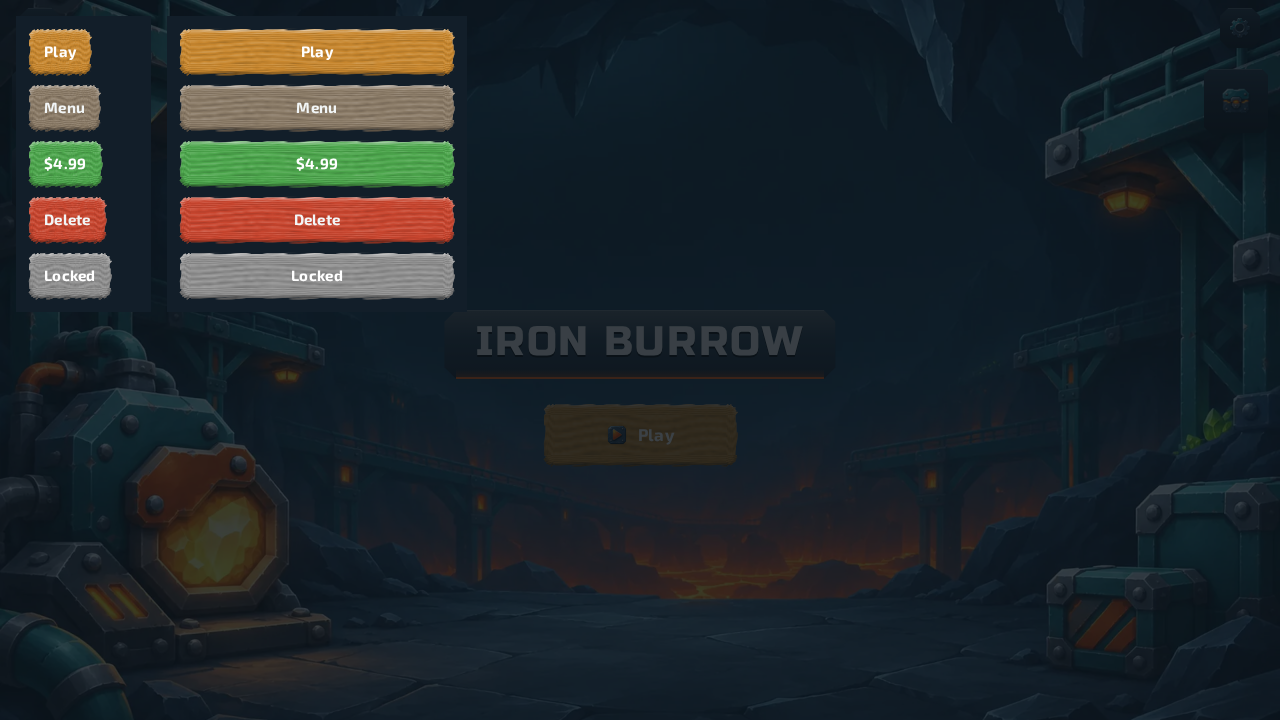 Play
Menu
$4.99
Delete
Locked
Play
Menu
$4.99
Delete
Locked
IRON BURROW
Play